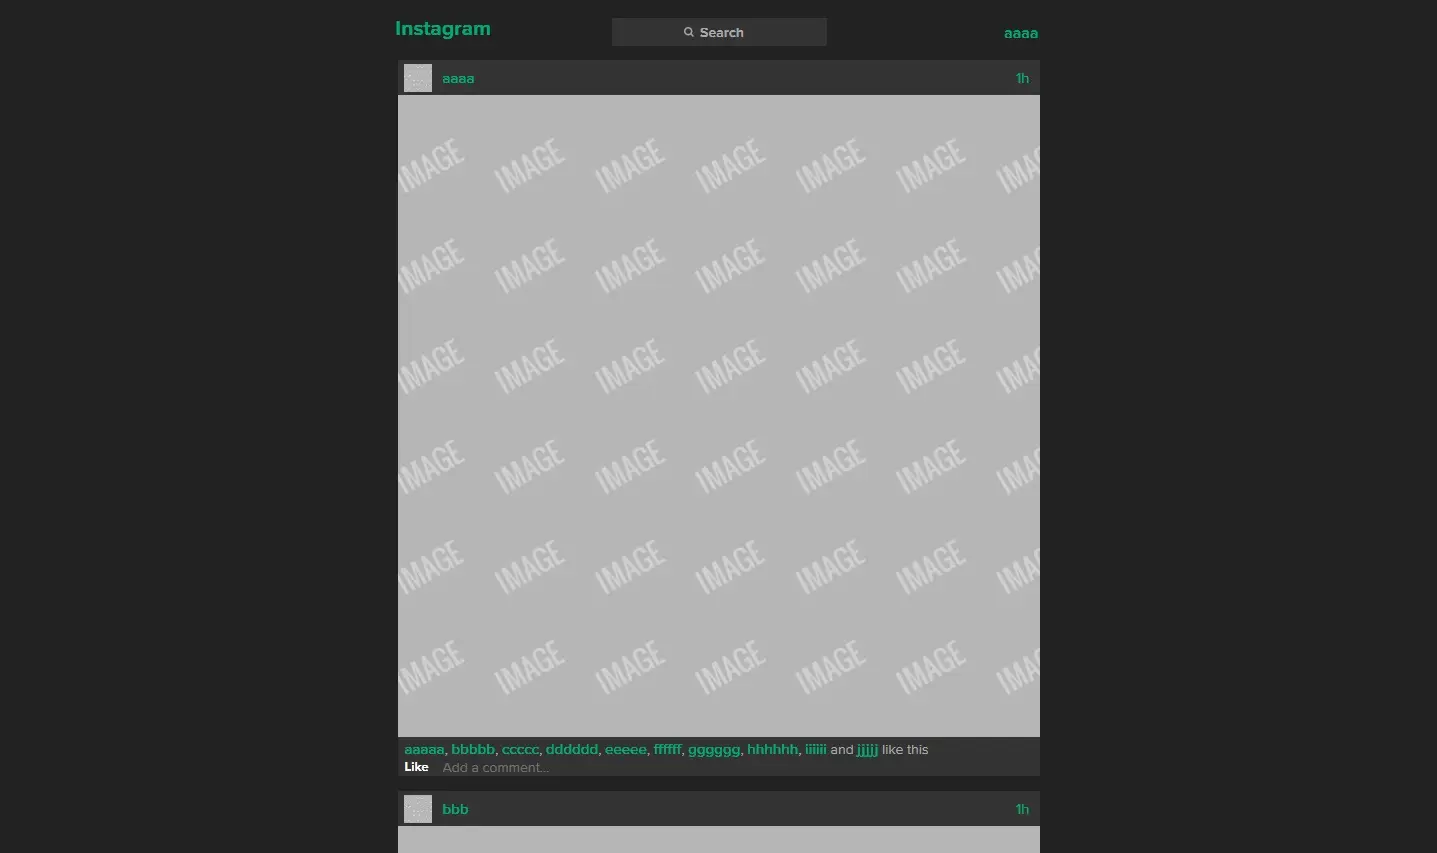 Instagram
Search
aaaa
aaaa 1h
IMAGE IMAGE IMAGE IMAGE IMAGE IMAGE IMA
IMAGE IMAGE IMAGE IMAGE IMAGE IMAGE IMA
IMAGE IMAGE IMAGE IMAGE IMAGE IMAGE IMA
IMAGE IMAGE IMAGE IMAGE IMAGE IMAGE IMA
IMAGE IMAGE IMAGE IMAGE IMAGE IMAGE IMA
IMAGE IMAGE IMAGE IMAGE IMAGE IMAGE IMA
aaaaa, bbbbb, ccccc, dddddd, eeeee, ffffff, gggggg, hhhhhh, iiiiii and jjjjj like this
Like Add a comment...
bbb 1h